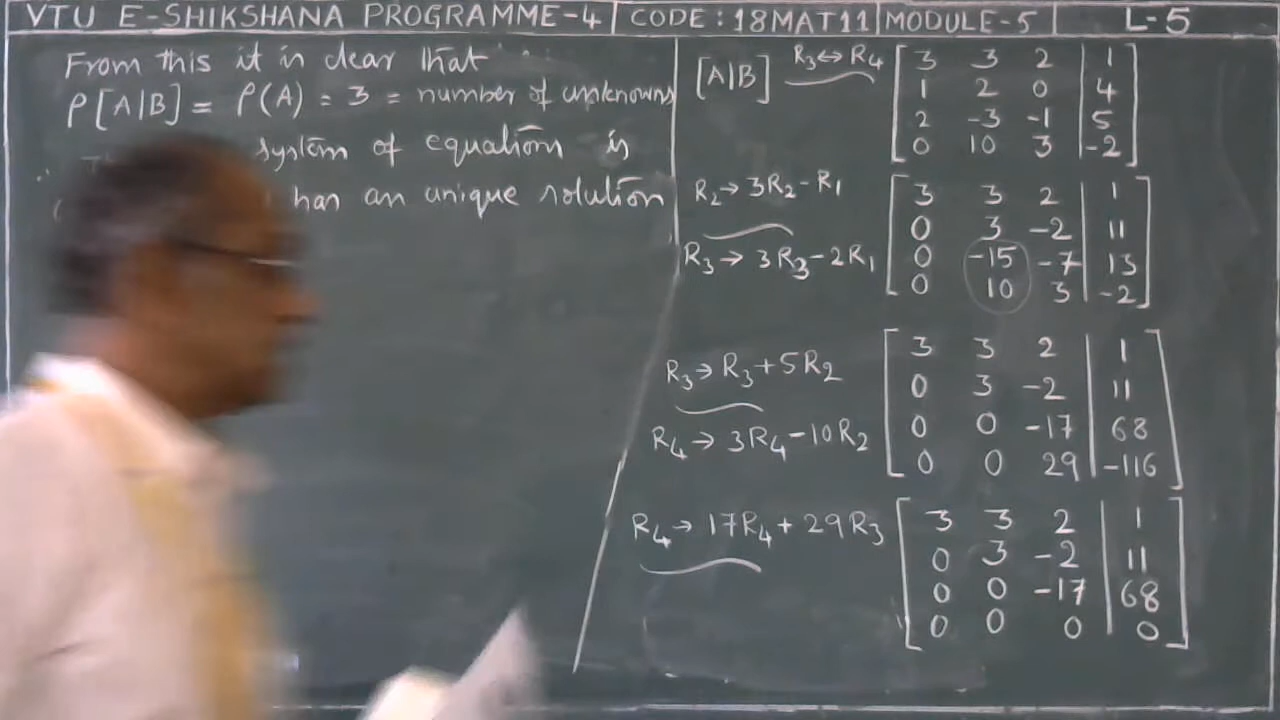 VTU E-SHIKSHANA PROGRAMME-4 CODE:18MAT11 MODULE-5 L-5
From this it is clear that
ρ[A|B] = ρ(A) = 3 = number of unknowns
∴ system of equations is
has an unique solution
[A|B] R3↔R4
3 3 2 | 1
1 2 0 | 4
2 -3 -1 | 5
0 10 3 | -2
R2→3R2-R1
R3→3R3-2R1
3 3 2 | 1
0 3 -2 | 11
0 -15 -7 | 13
0 10 3 | -2
R3→R3+5R2
R4→3R4-10R2
3 3 2 | 1
0 3 -2 | 11
0 0 -17 | 68
0 0 29 | -116
R4→17R4+29R3
3 3 2 | 1
0 3 -2 | 11
0 0 -17 | 68
0 0 0 | 0